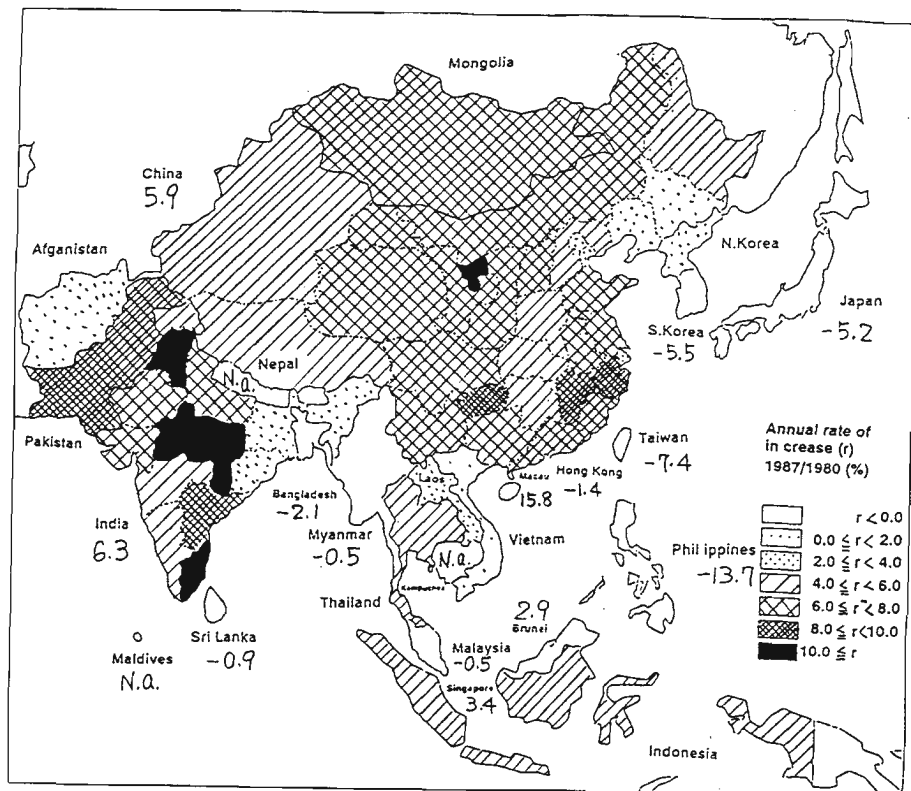 Mongolia
China
5.9
Afganistan
N.Korea
Japan
-5.2
S.Korea
-5.5
Nepal
N.a.
Pakistan
Annual rate of
in crease (r)
1987/1980 (%)
Taiwan
-7.4
Hong Kong
-1.4
Macau
15.8
Laos
Bangladesh
-2.1
India
6.3
Myanmar
-0.5
Vietnam
N.a.
Kampuchea
Phil ippines
-13.7
r < 0.0
0.0 ≦ r < 2.0
2.0 ≦ r < 4.0
4.0 ≦ r < 6.0
6.0 ≦ r < 8.0
8.0 ≦ r < 10.0
10.0 ≦ r
Thailand
2.9
Brunei
Sri Lanka
-0.9
Maldives
N.a.
Malaysia
-0.5
Singapore
3.4
Indonesia